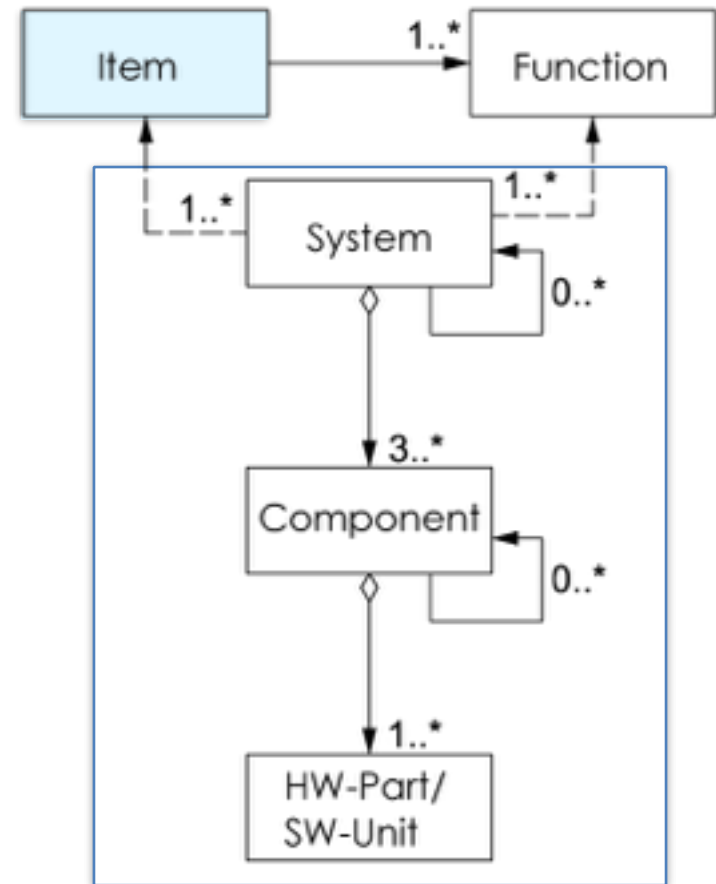 Item
1..*
Function
1..*
1..*
System
0..*
3..*
Component
0..*
1..*
HW-Part/
SW-Unit